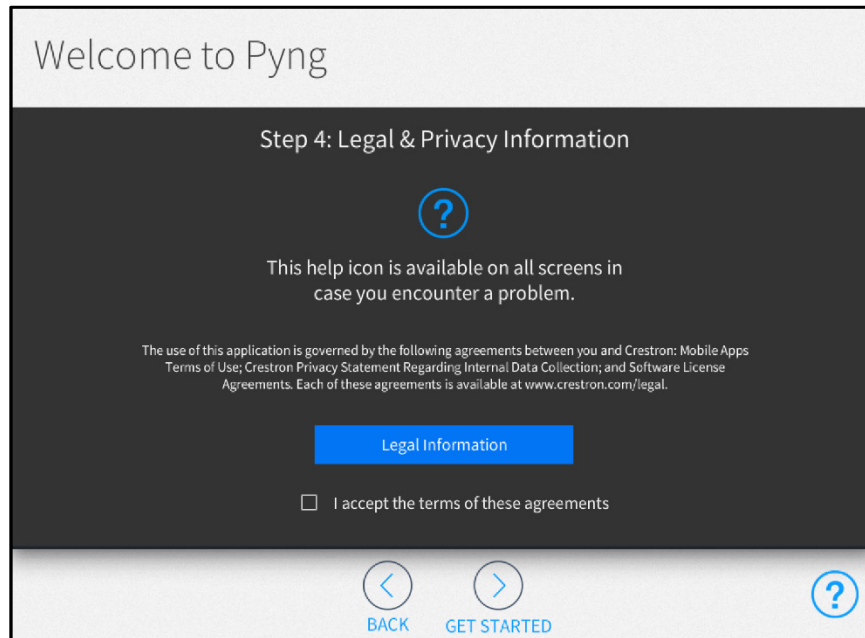 Welcome to Pyng
Step 4: Legal & Privacy Information
?
This help icon is available on all screens in
case you encounter a problem.
The use of this application is governed by the following agreements between you and Crestron: Mobile Apps
Terms of Use; Crestron Privacy Statement Regarding Internal Data Collection; and Software License
Agreements. Each of these agreements is available at www.crestron.com/legal.
Legal Information
I accept the terms of these agreements
BACK GET STARTED
?